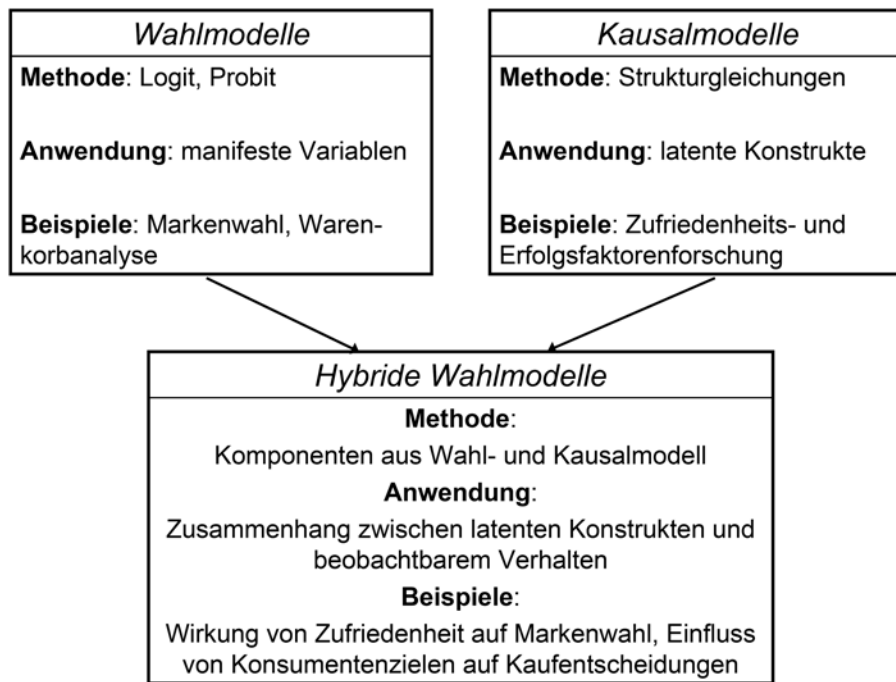 Wahlmodelle
Methode: Logit, Probit
Anwendung: manifeste Variablen
Beispiele: Markenwahl, Waren-
korbanalyse
Kausalmodelle
Methode: Strukturgleichungen
Anwendung: latente Konstrukte
Beispiele: Zufriedenheits- und
Erfolgsfaktorenforschung
Hybride Wahlmodelle
Methode:
Komponenten aus Wahl- und Kausalmodell
Anwendung:
Zusammenhang zwischen latenten Konstrukten und
beobachtbarem Verhalten
Beispiele:
Wirkung von Zufriedenheit auf Markenwahl, Einfluss
von Konsumentenzielen auf Kaufentscheidungen